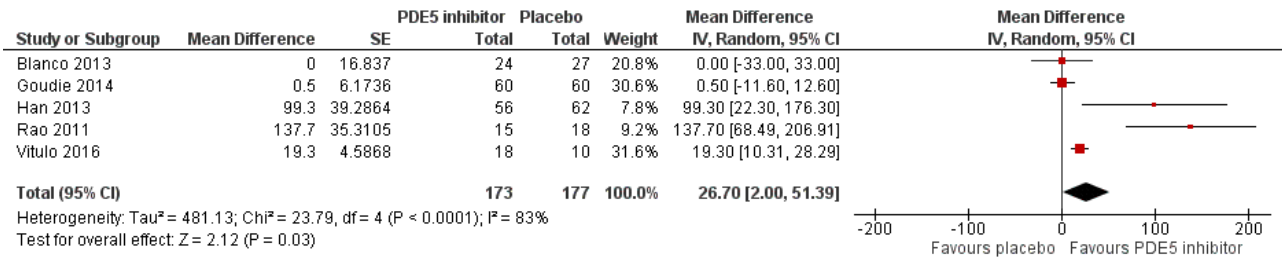 PDE5 inhibitor Placebo Mean Difference Mean Difference
Study or Subgroup Mean Difference SE Total Total Weight IV, Random, 95% CI IV, Random, 95% CI
Blanco 2013 0 16.837 24 27 20.8% 0.00 [-33.00, 33.00]
Goudie 2014 0.5 6.1736 60 60 30.6% 0.50 [-11.60, 12.60]
Han 2013 99.3 39.2864 56 62 7.8% 99.30 [22.30, 176.30]
Rao 2011 137.7 35.3105 15 18 9.2% 137.70 [68.49, 206.91]
Vitulo 2016 19.3 4.5868 18 10 31.6% 19.30 [10.31, 28.29]
Total (95% CI) 173 177 100.0% 26.70 [2.00, 51.39]
Heterogeneity: Tau² = 481.13; Chi² = 23.79, df = 4 (P < 0.0001); I² = 83%
Test for overall effect: Z = 2.12 (P = 0.03)
-200 -100 0 100 200
Favours placebo Favours PDE5 inhibitor